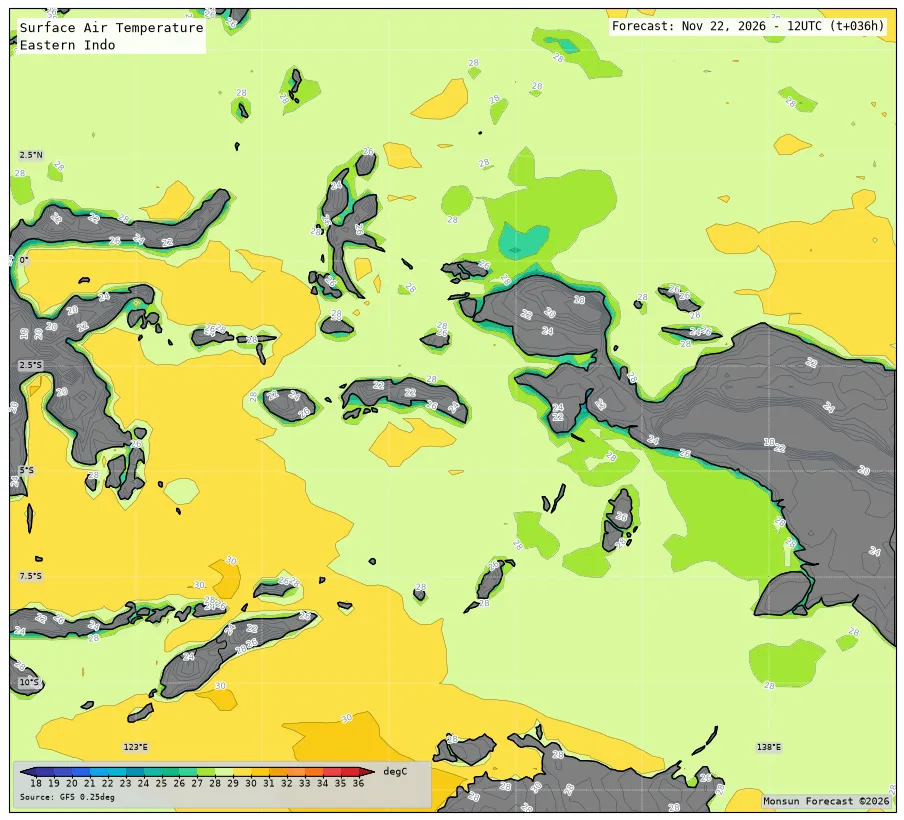 Surface Air Temperature
Eastern Indo
Forecast: Nov 22, 2026 - 12UTC (t+036h)
2.5°N
0°
2.5°S
5°S
7.5°S
10°S
123°E
138°E
18 19 20 21 22 23 24 25 26 27 28 29 30 31 32 33 34 35 36
degC
Source: GFS 0.25deg
Monsun Forecast ©2026